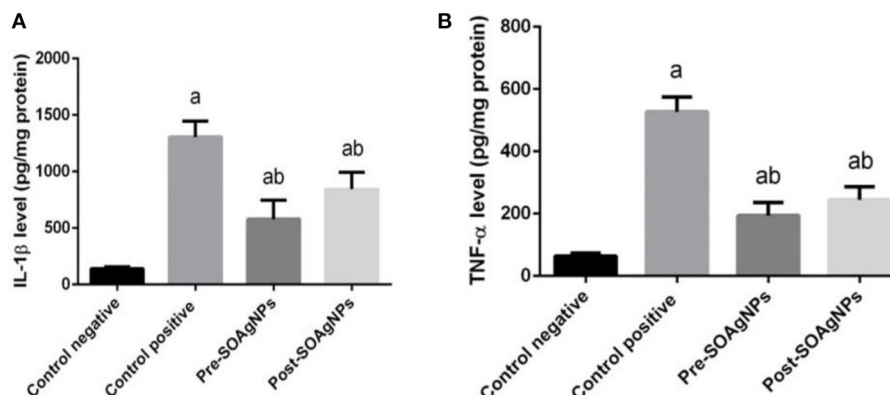 A
IL-1β level (pg/mg protein)
2000
1500
1000
500
0
a
ab
ab
Control negative
Control positive
Pre-SOAgNPs
Post-SOAgNPs
B
TNF-α level (pg/mg protein)
800
600
400
200
0
a
ab
ab
Control negative
Control positive
Pre-SOAgNPs
Post-SOAgNPs